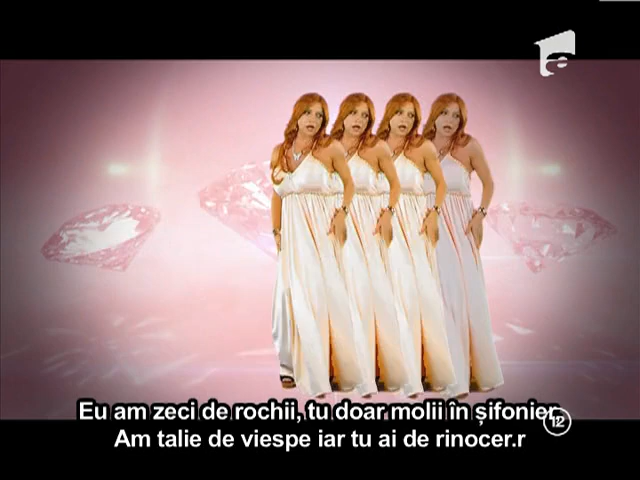 Eu am zeci de rochii, tu doar molii în șifonier,
Am talie de viespe iar tu ai de rinocer.r
12